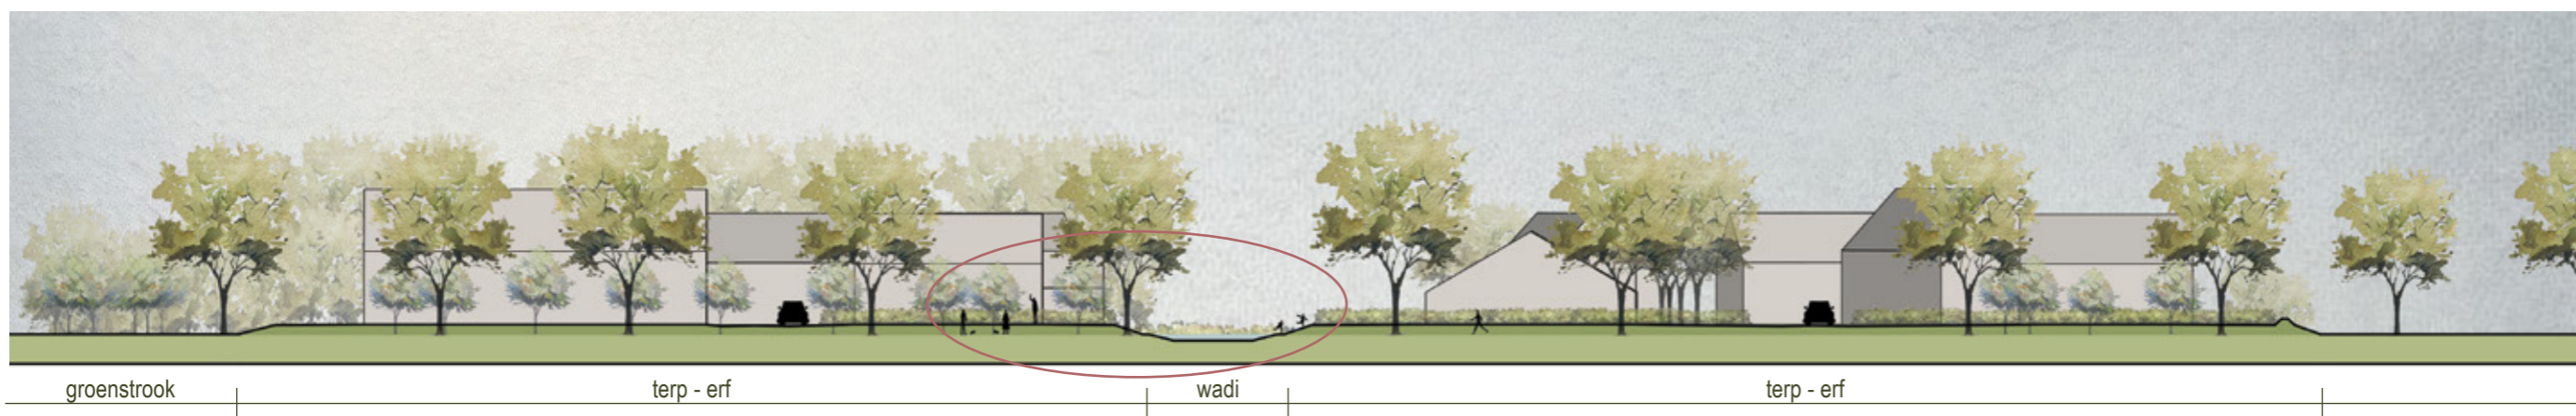 groenstrook
terp - erf
wadi
terp - erf